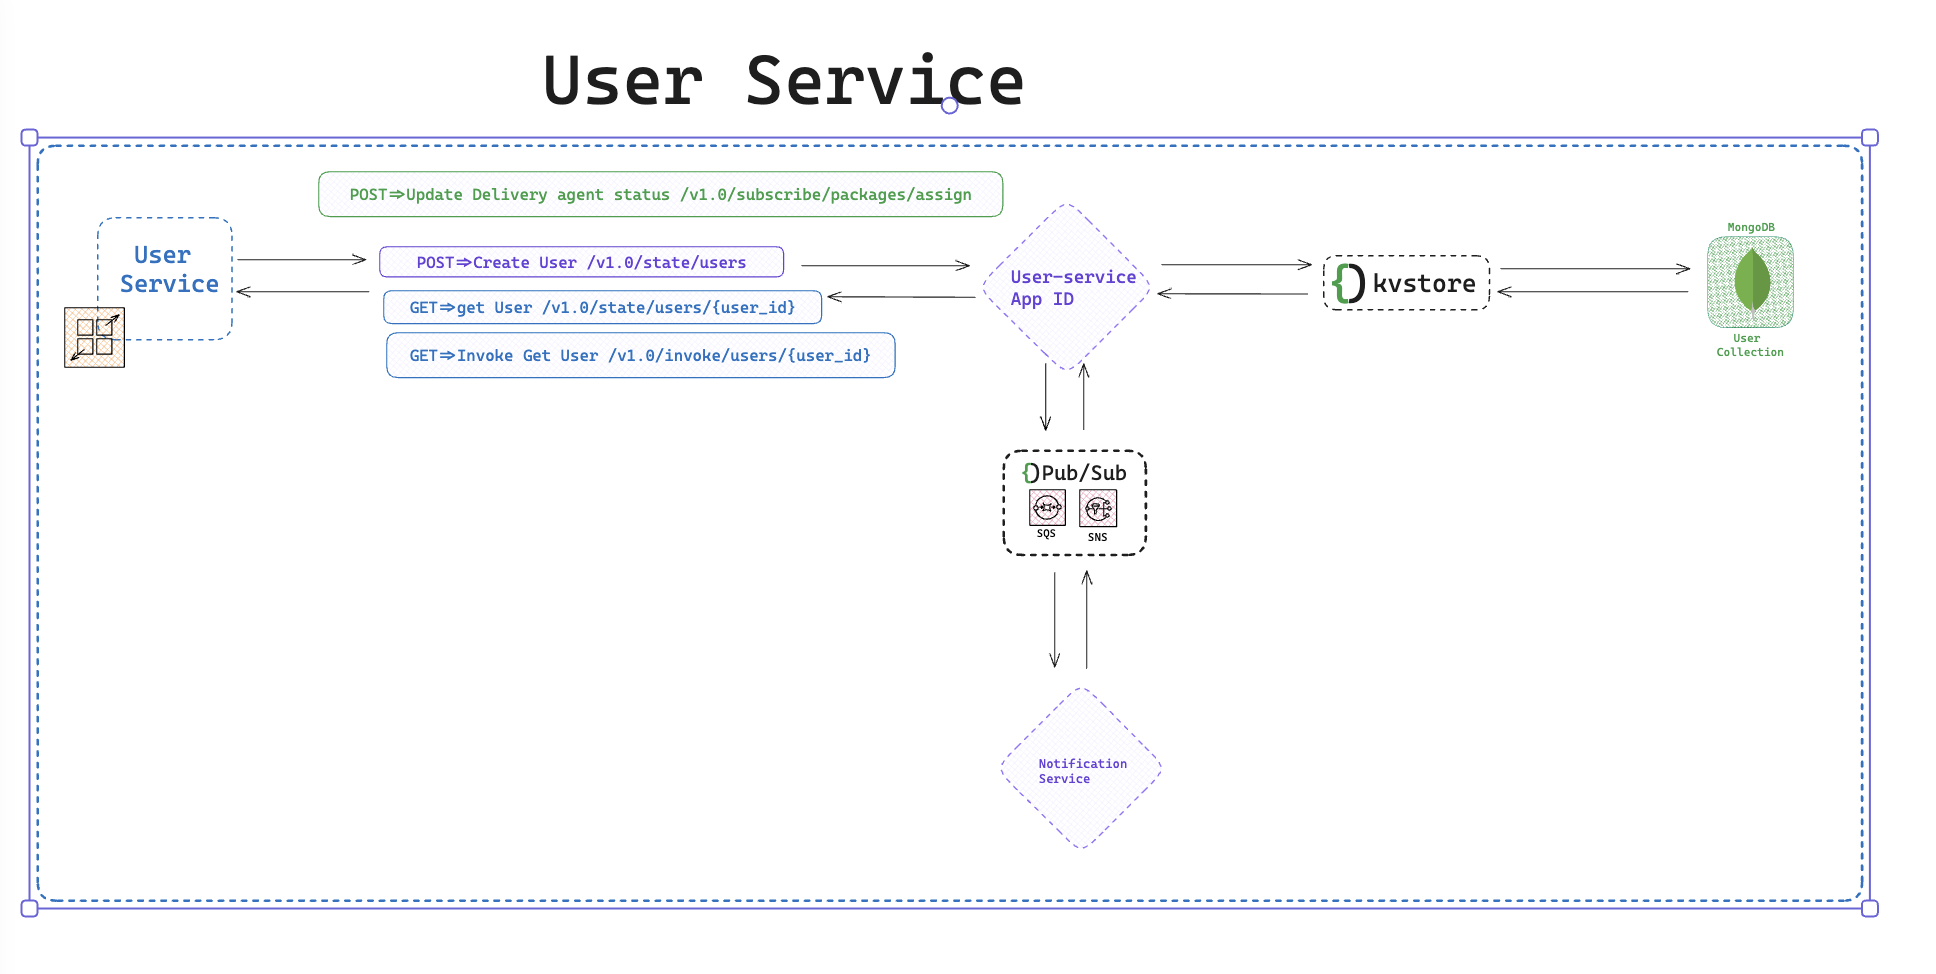 User Service
POST⇒Update Delivery agent status /v1.0/subscribe/packages/assign
User
Service
POST⇒Create User /v1.0/state/users
GET⇒get User /v1.0/state/users/{user_id}
GET⇒Invoke Get User /v1.0/invoke/users/{user_id}
User-service
App ID
kvstore
MongoDB
User
Collection
Pub/Sub
SQS
SNS
Notification
Service